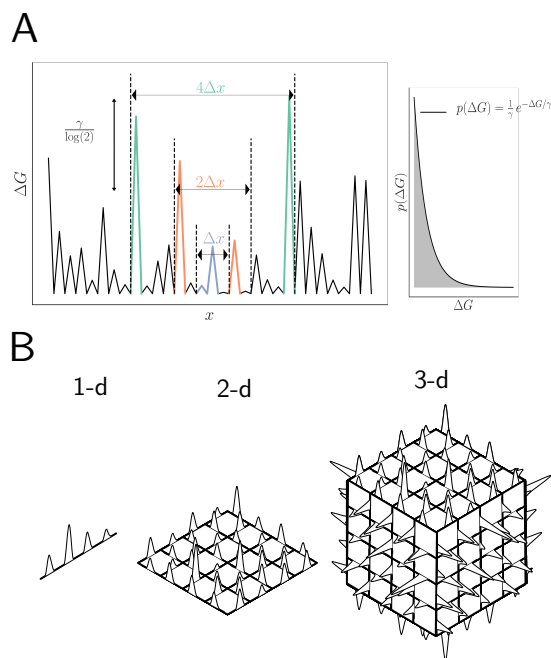 A
4Δx
γ
log(2)
2Δx
Δx
ΔG
x
p(ΔG) = 1/γ e^{-ΔG/γ}
p(ΔG)
ΔG
B
1-d
2-d
3-d